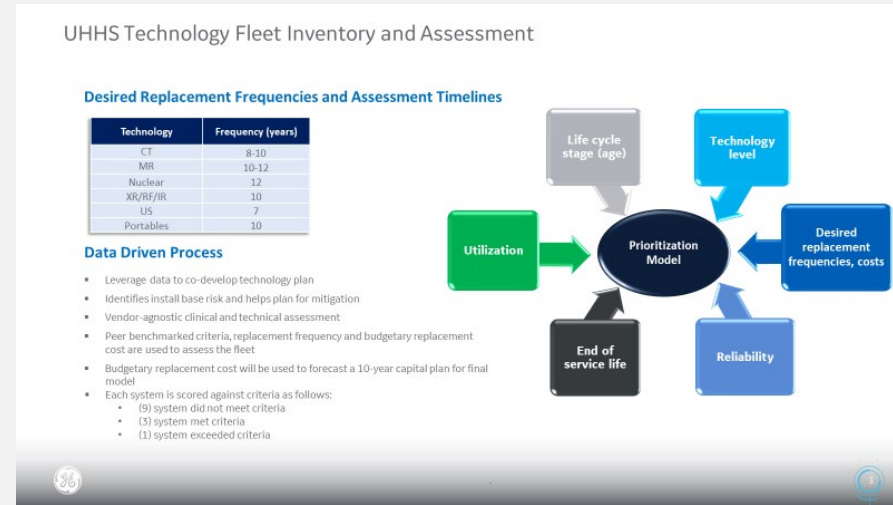 UHHS Technology Fleet Inventory and Assessment
Desired Replacement Frequencies and Assessment Timelines
Technology Frequency (years)
CT 8-10
MR 10-12
Nuclear 12
XR/RF/IR 10
US 7
Portables 10
Data Driven Process
▪ Leverage data to co-develop technology plan
▪ Identifies install base risk and helps plan for mitigation
▪ Vendor-agnostic clinical and technical assessment
▪ Peer benchmarked criteria, replacement frequency and budgetary replacement
cost are used to assess the fleet
▪ Budgetary replacement cost will be used to forecast a 10-year capital plan for final
model
▪ Each system is scored against criteria as follows:
• (9) system did not meet criteria
• (3) system met criteria
• (1) system exceeded criteria
Life cycle
stage (age)
Technology
level
Utilization
Prioritization
Model
Desired
replacement
frequencies, costs
End of
service life
Reliability
GE
3